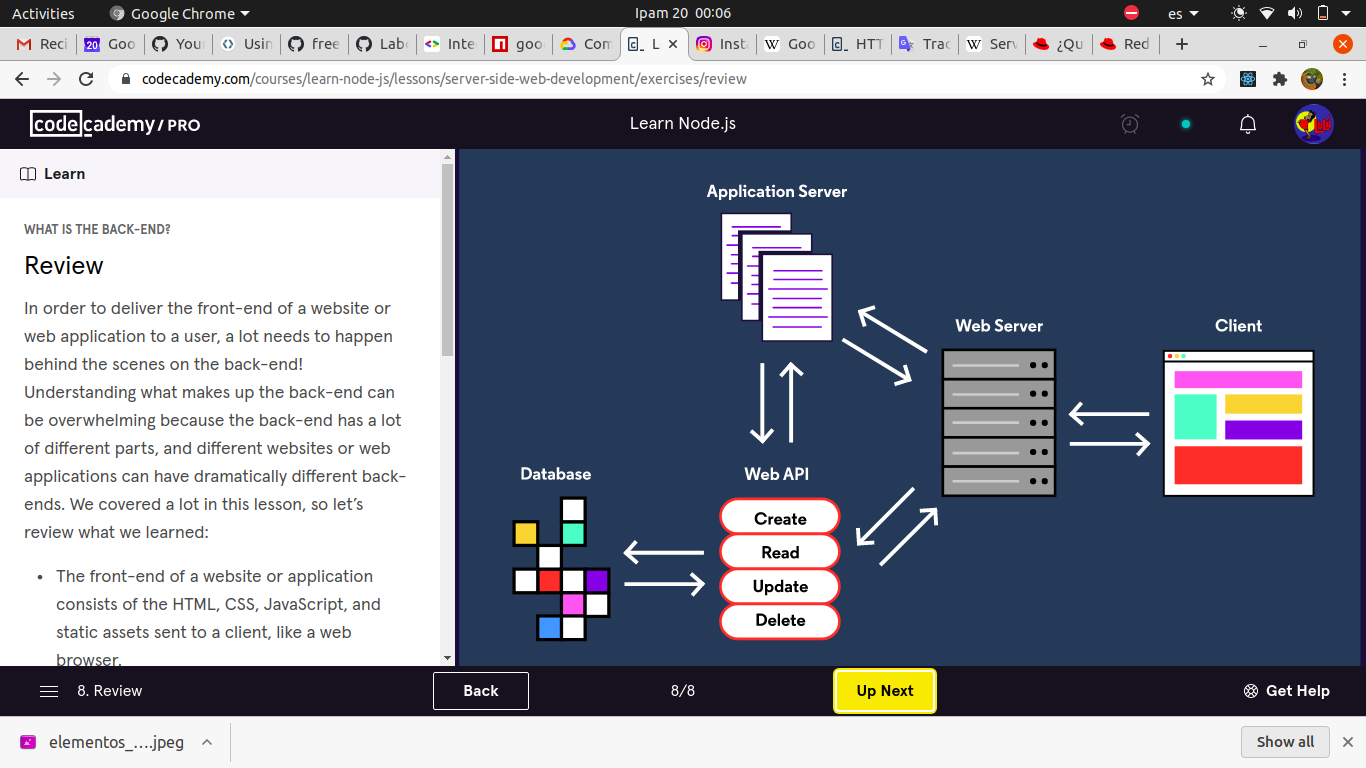 Activities
Google Chrome
Ipam 20 00:06
es
Reci
20
Goo
You
Usin
free
Labe
Inte
goo
Com
L
Inst
Goo
HTT
Trac
Serv
¿Qu
Red
codecademy.com/courses/learn-node-js/lessons/server-side-web-development/exercises/review
codecademy/PRO
Learn Node.js
Learn
WHAT IS THE BACK-END?
Review
In order to deliver the front-end of a website or
web application to a user, a lot needs to happen
behind the scenes on the back-end!
Understanding what makes up the back-end can
be overwhelming because the back-end has a lot
of different parts, and different websites or web
applications can have dramatically different back-
ends. We covered a lot in this lesson, so let’s
review what we learned:
• The front-end of a website or application
consists of the HTML, CSS, JavaScript, and
static assets sent to a client, like a web
browser.
Application Server
Web Server
Client
Database
Web API
Create
Read
Update
Delete
8. Review
Back
8/8
Up Next
Get Help
elementos_....jpeg
Show all